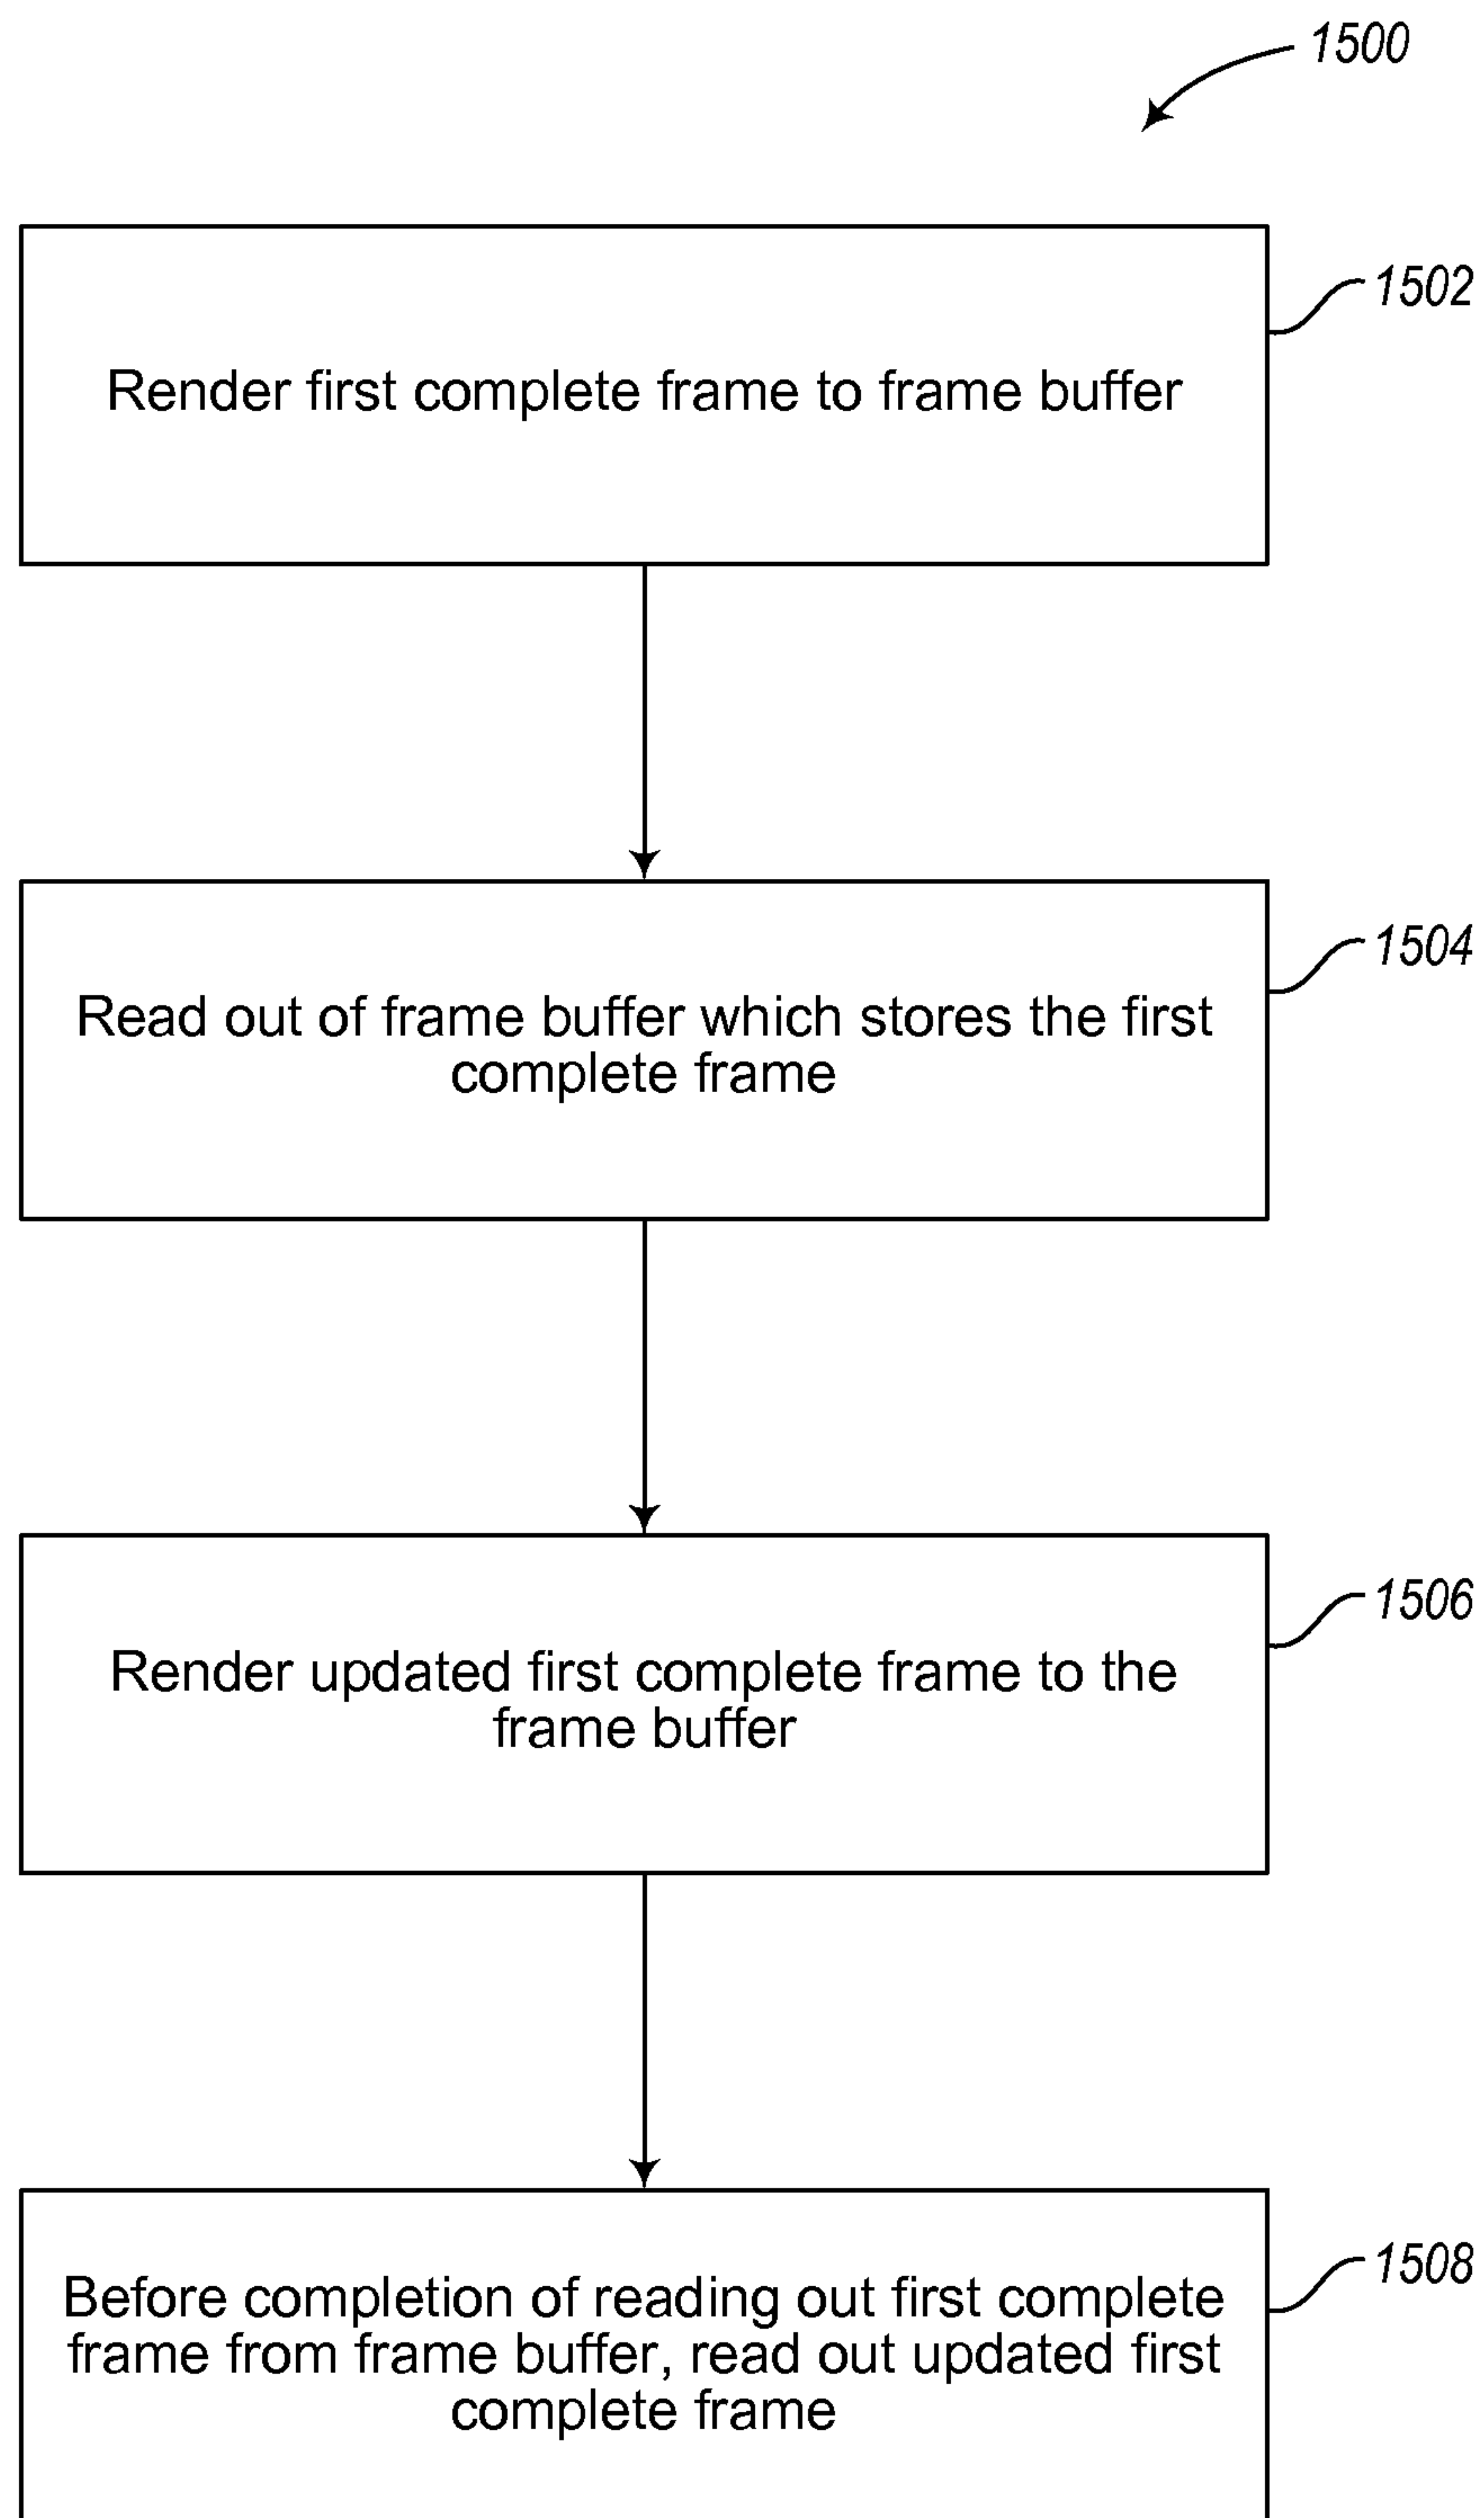 1500
1502
Render first complete frame to frame buffer
1504
Read out of frame buffer which stores the first
complete frame
1506
Render updated first complete frame to the
frame buffer
1508
Before completion of reading out first complete
frame from frame buffer, read out updated first
complete frame